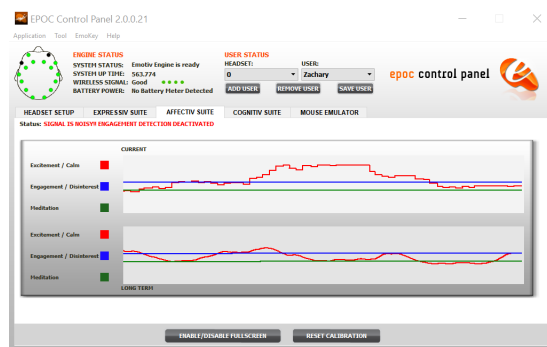 EPOC Control Panel 2.0.0.21
Application Tool EmoKey Help
ENGINE STATUS
SYSTEM STATUS: Emotiv Engine is ready
SYSTEM UP TIME: 563.774
WIRELESS SIGNAL: Good
BATTERY POWER: No Battery Meter Detected
USER STATUS
HEADSET: USER:
0 Zachary
ADD USER REMOVE USER SAVE USER
epoc control panel
HEADSET SETUP EXPRESSIV SUITE AFFECTIV SUITE COGNITIV SUITE MOUSE EMULATOR
Status: SIGNAL IS NOISY!! ENGAGEMENT DETECTION DEACTIVATED
CURRENT
Excitement / Calm
Engagement / Disinterest
Meditation
Excitement / Calm
Engagement / Disinterest
Meditation
LONG TERM
ENABLE/DISABLE FULLSCREEN RESET CALIBRATION